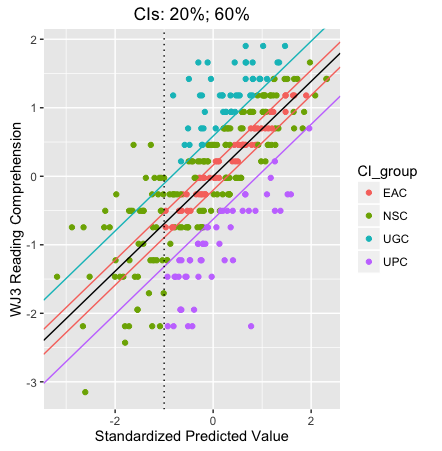 CIs: 20%; 60%
WJ3 Reading Comprehension
2
1
0
-1
-2
-3
-2
0
2
Standardized Predicted Value
CI_group
EAC
NSC
UGC
UPC